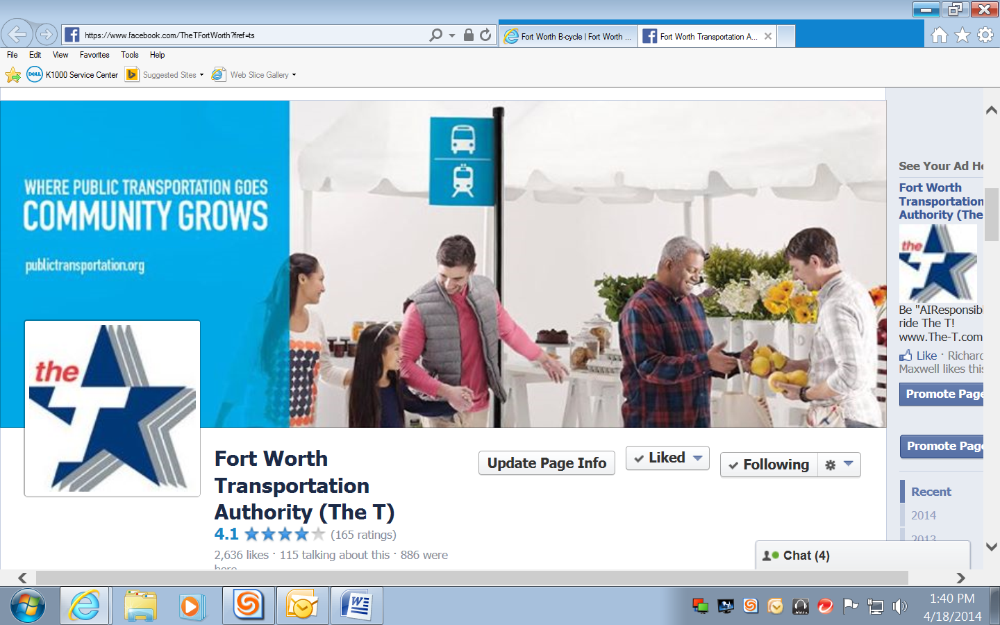 https://www.facebook.com/TheTFortWorth?fref=ts
Fort Worth B-cycle | Fort Worth ...
Fort Worth Transportation A...
File Edit View Favorites Tools Help
DELL K1000 Service Center Suggested Sites Web Slice Gallery
WHERE PUBLIC TRANSPORTATION GOES
COMMUNITY GROWS
publictransportation.org
the T
Fort Worth
Transportation
Authority (The T)
4.1 (165 ratings)
2,636 likes · 115 talking about this · 886 were
here
Update Page Info
Liked
Following
See Your Ad He
Fort Worth
Transportation
Authority (The
the T
Be "AIResponsibl
ride The T!
www.The-T.com
Like · Richard
Maxwell likes this
Promote Page
Promote Page
Recent
2014
2013
Chat (4)
1:40 PM
4/18/2014